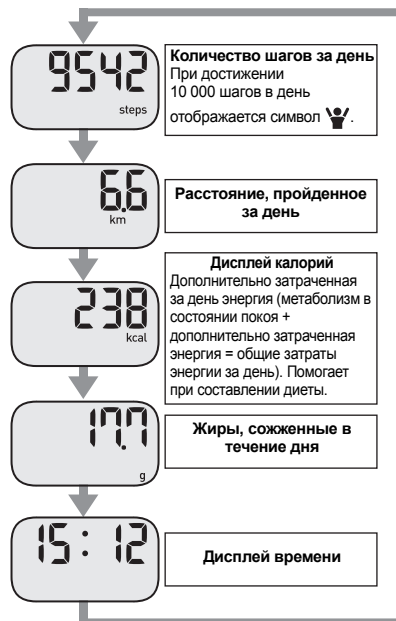 9542
steps
Количество шагов за день
При достижении
10 000 шагов в день
отображается символ .
6.6
km
Расстояние, пройденное
за день
238
kcal
Дисплей калорий
Дополнительно затраченная
за день энергия (метаболизм в
состоянии покоя +
дополнительно затраченная
энергия = общие затраты
энергии за день). Помогает
при составлении диеты.
17.7
g
Жиры, сожженные в
течение дня
15:12
Дисплей времени